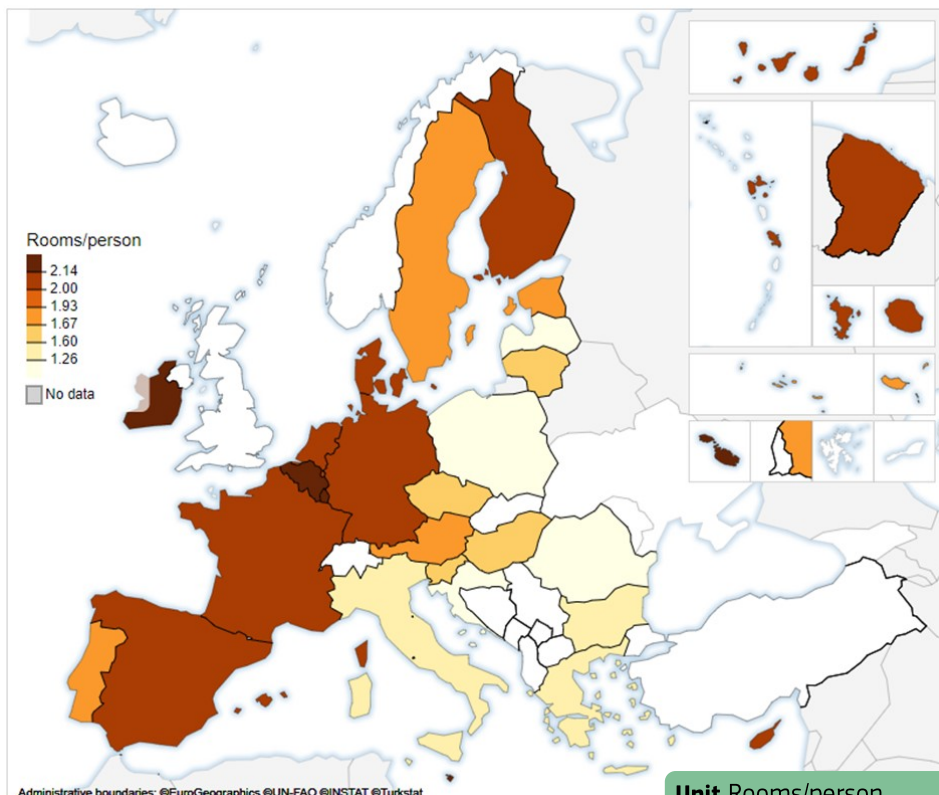 Rooms/person
2.14
2.00
1.93
1.67
1.60
1.26
No data
Administrative boundaries: ©EuroGeographics ©UN-FAO ©INSTAT ©Turkstat
Unit Rooms/person